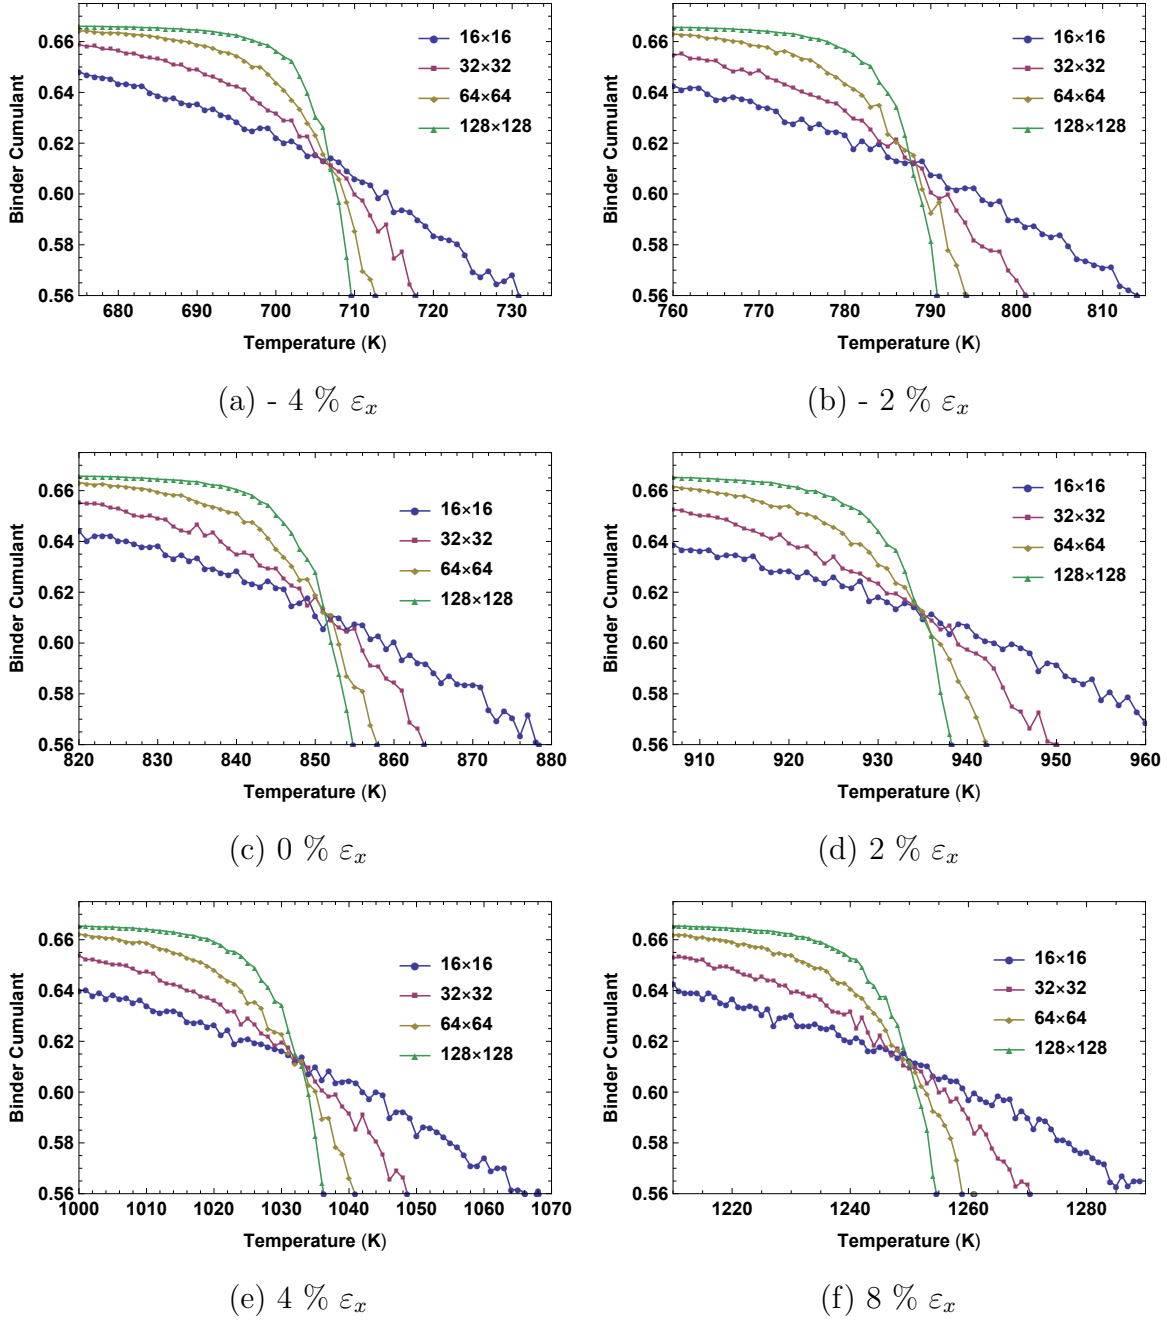 0.66
0.64
0.62
0.60
0.58
0.56
Binder Cumulant
16×16
32×32
64×64
128×128
680 690 700 710 720 730
Temperature (K)
(a) - 4 % εx
0.66
0.64
0.62
0.60
0.58
0.56
Binder Cumulant
16×16
32×32
64×64
128×128
760 770 780 790 800 810
Temperature (K)
(b) - 2 % εx
0.66
0.64
0.62
0.60
0.58
0.56
Binder Cumulant
16×16
32×32
64×64
128×128
820 830 840 850 860 870 880
Temperature (K)
(c) 0 % εx
0.66
0.64
0.62
0.60
0.58
0.56
Binder Cumulant
16×16
32×32
64×64
128×128
910 920 930 940 950 960
Temperature (K)
(d) 2 % εx
0.66
0.64
0.62
0.60
0.58
0.56
Binder Cumulant
16×16
32×32
64×64
128×128
1000 1010 1020 1030 1040 1050 1060 1070
Temperature (K)
(e) 4 % εx
0.66
0.64
0.62
0.60
0.58
0.56
Binder Cumulant
16×16
32×32
64×64
128×128
1220 1240 1260 1280
Temperature (K)
(f) 8 % εx